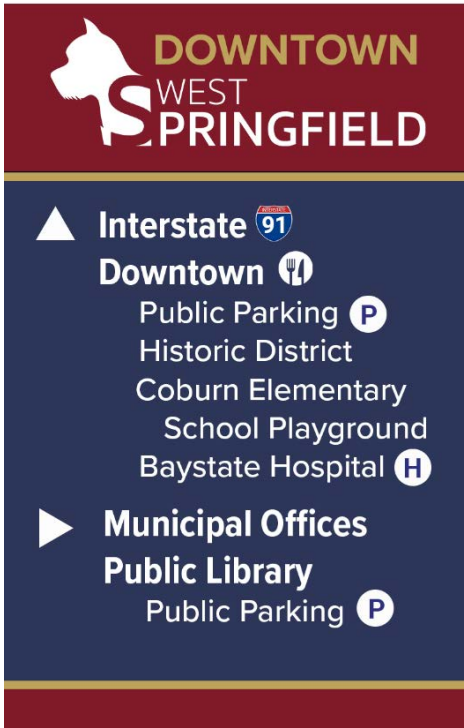 DOWNTOWN
WEST
SPRINGFIELD
Interstate INTERSTATE 91
Downtown
Public Parking P
Historic District
Coburn Elementary
School Playground
Baystate Hospital H
Municipal Offices
Public Library
Public Parking P